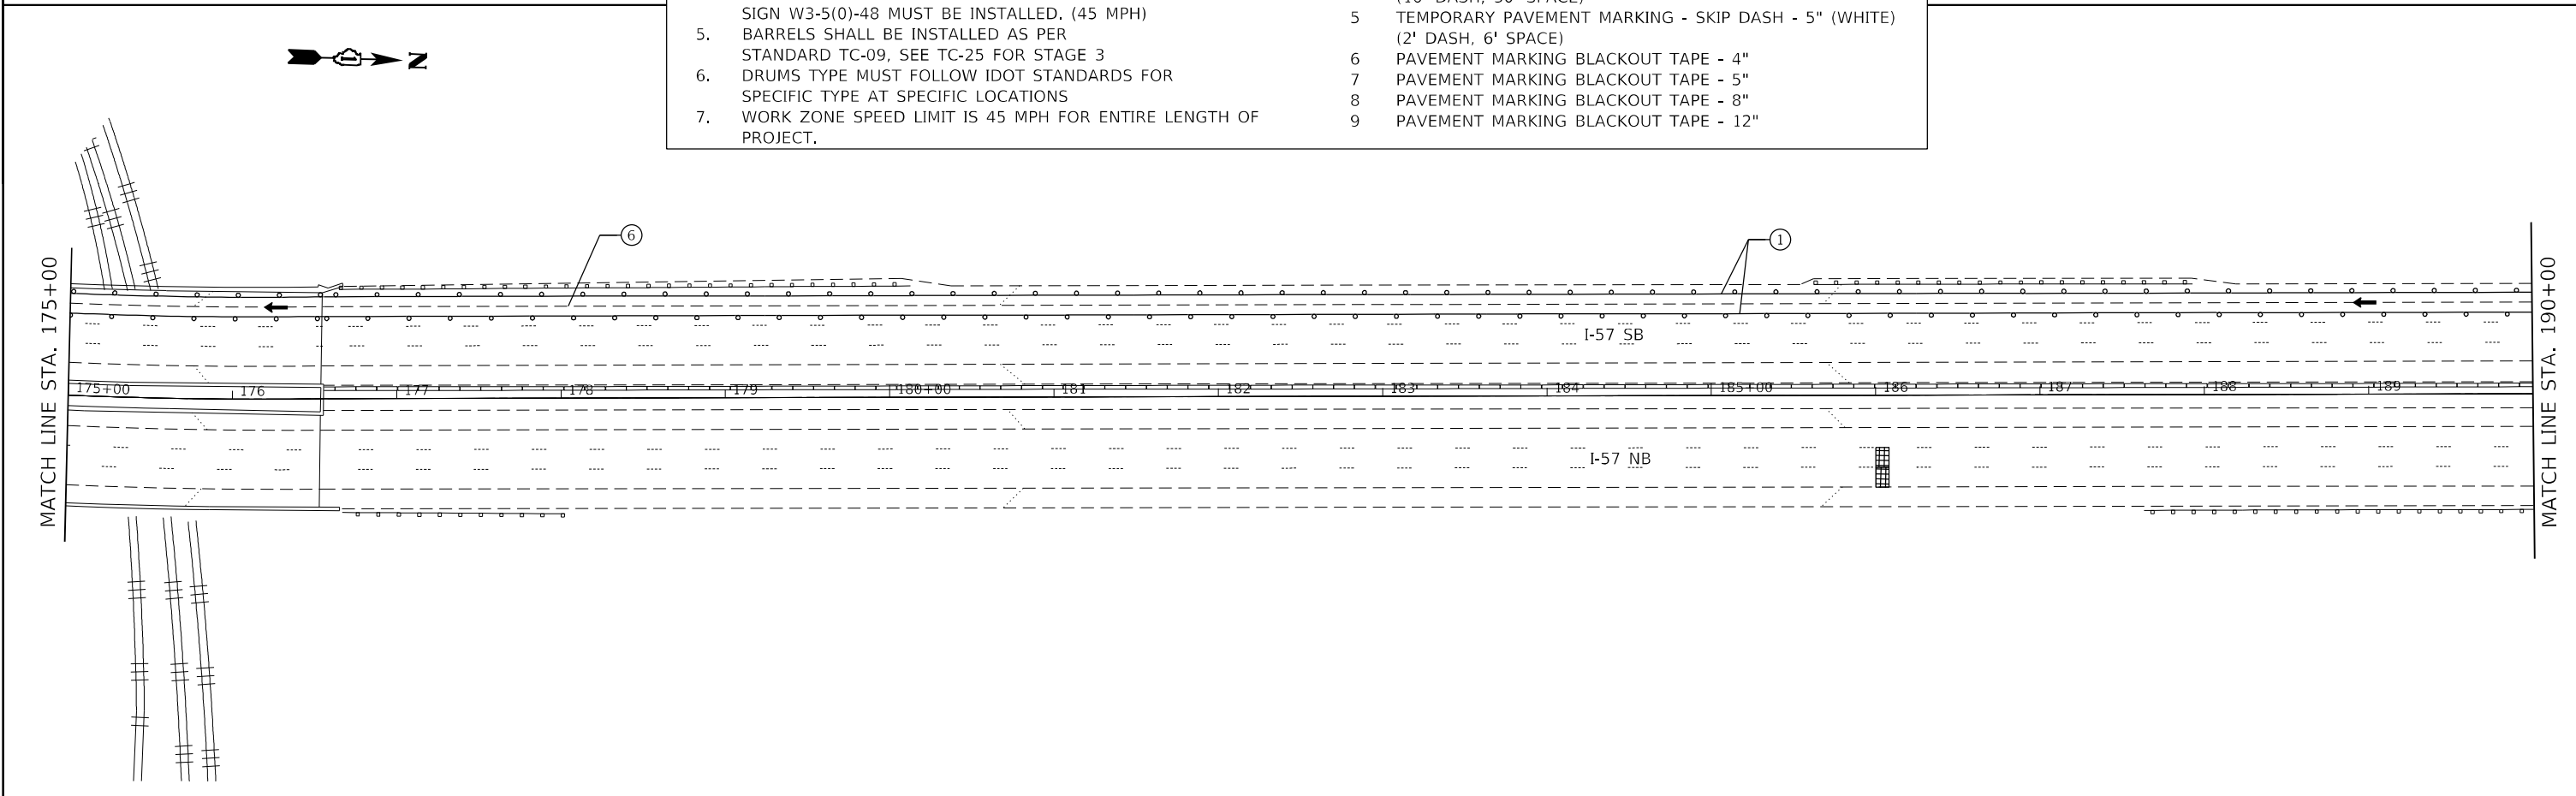 SIGN W3-5(0)-48 MUST BE INSTALLED. (45 MPH)
5. BARRELS SHALL BE INSTALLED AS PER
STANDARD TC-09, SEE TC-25 FOR STAGE 3
6. DRUMS TYPE MUST FOLLOW IDOT STANDARDS FOR
SPECIFIC TYPE AT SPECIFIC LOCATIONS
7. WORK ZONE SPEED LIMIT IS 45 MPH FOR ENTIRE LENGTH OF
PROJECT.
5 TEMPORARY PAVEMENT MARKING - SKIP DASH - 5" (WHITE)
(2' DASH, 6' SPACE)
6 PAVEMENT MARKING BLACKOUT TAPE - 4"
7 PAVEMENT MARKING BLACKOUT TAPE - 5"
8 PAVEMENT MARKING BLACKOUT TAPE - 8"
9 PAVEMENT MARKING BLACKOUT TAPE - 12"
N
6
1
MATCH LINE STA. 175+00
I-57 SB
175+00 176 177 178 179 180+00 181 182 183 184 185+00 186 187 188 189
I-57 NB
MATCH LINE STA. 190+00